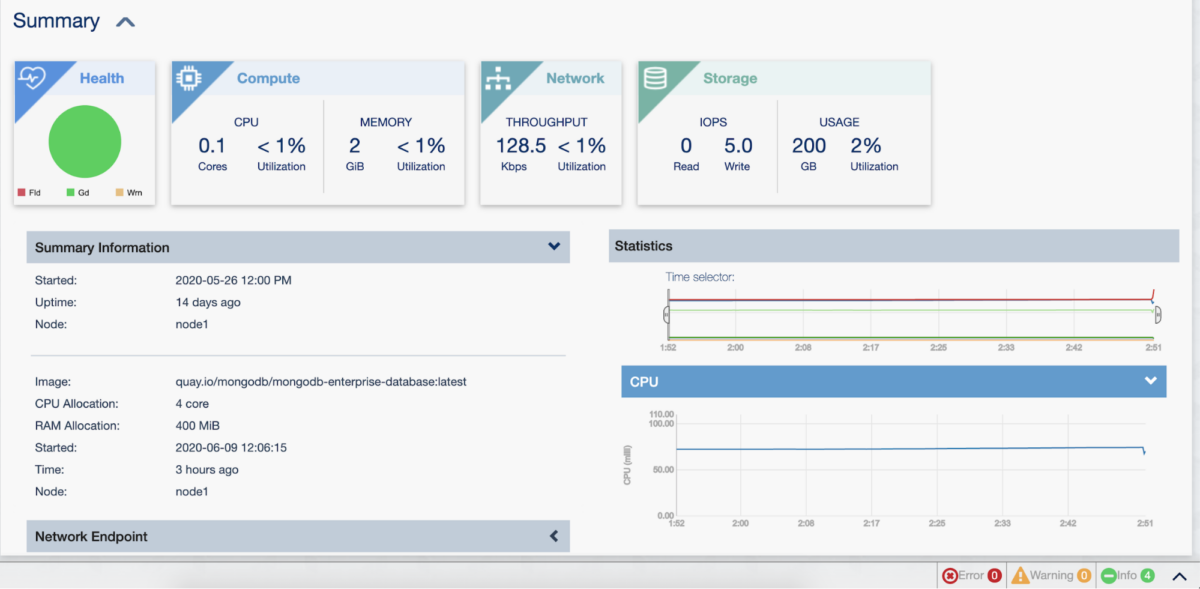 Summary
Health
Fld Gd Wrn
Compute
CPU MEMORY
0.1 < 1% 2 < 1%
Cores Utilization GiB Utilization
Network
THROUGHPUT
128.5 < 1%
Kbps Utilization
Storage
IOPS USAGE
0 5.0 200 2%
Read Write GB Utilization
Summary Information
Started: 2020-05-26 12:00 PM
Uptime: 14 days ago
Node: node1
Image: quay.io/mongodb/mongodb-enterprise-database:latest
CPU Allocation: 4 core
RAM Allocation: 400 MiB
Started: 2020-06-09 12:06:15
Time: 3 hours ago
Node: node1
Network Endpoint
Statistics
Time selector:
1:52 2:00 2:08 2:17 2:25 2:33 2:42 2:51
CPU
110.00
100.00
50.00
0.00
CPU (milli)
1:52 2:00 2:08 2:17 2:25 2:33 2:42 2:51
Error 0 Warning 0 Info 4